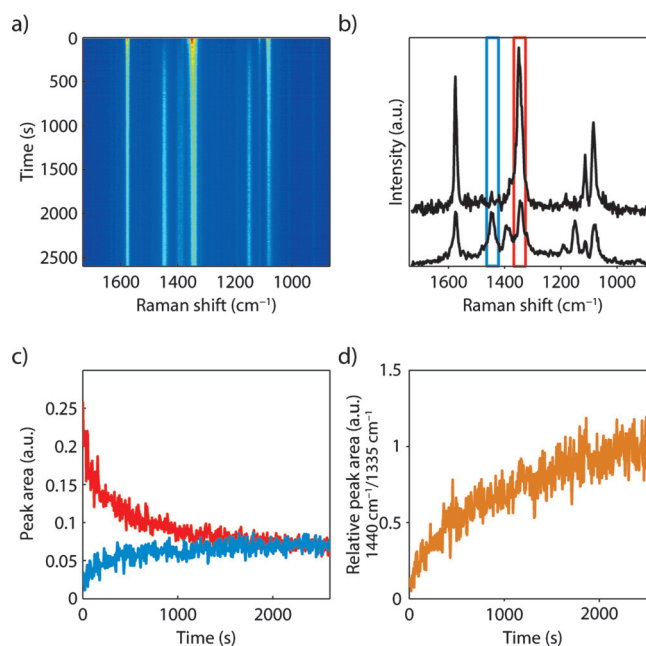 a)
0
500
1000
1500
2000
2500
Time (s)
1600
1400
1200
1000
Raman shift (cm⁻¹)
b)
Intensity (a.u.)
1600
1400
1200
1000
Raman shift (cm⁻¹)
c)
0.25
0.2
0.15
0.1
0.05
0
Peak area (a.u.)
0
1000
2000
Time (s)
d)
1.5
1
0.5
0
Relative peak area (a.u.)
1440 cm⁻¹/1335 cm⁻¹
0
1000
2000
Time (s)